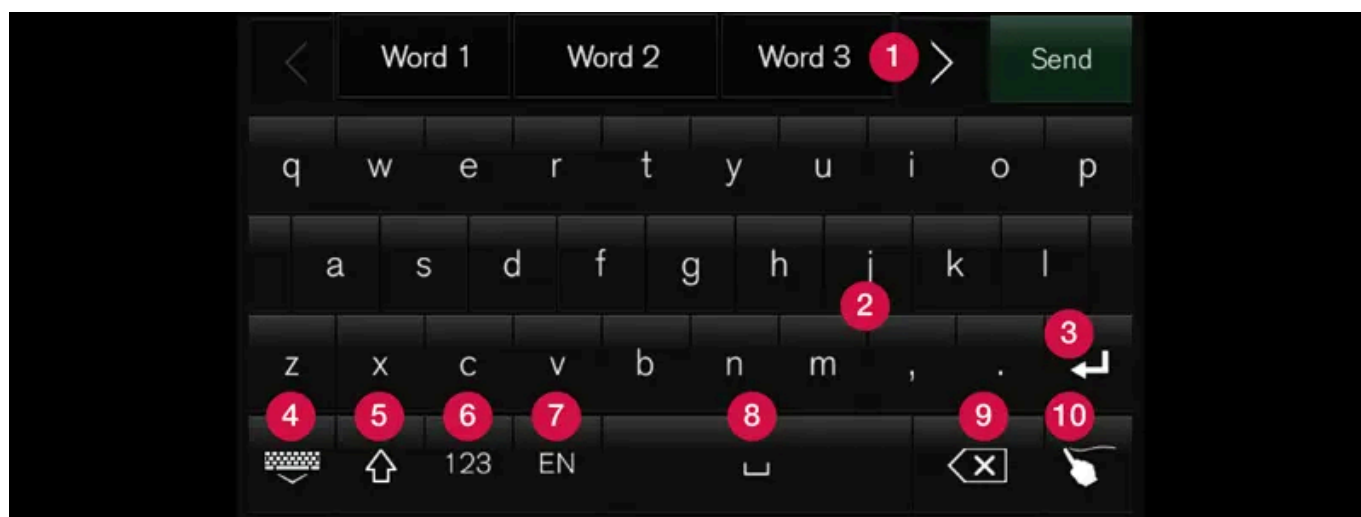 Word 1 Word 2 Word 3 1 Send
q w e r t y u i o p
a s d f g h j k l
2
3
z x c v b n m , .
4 5 6 7 8 9 10
123 EN